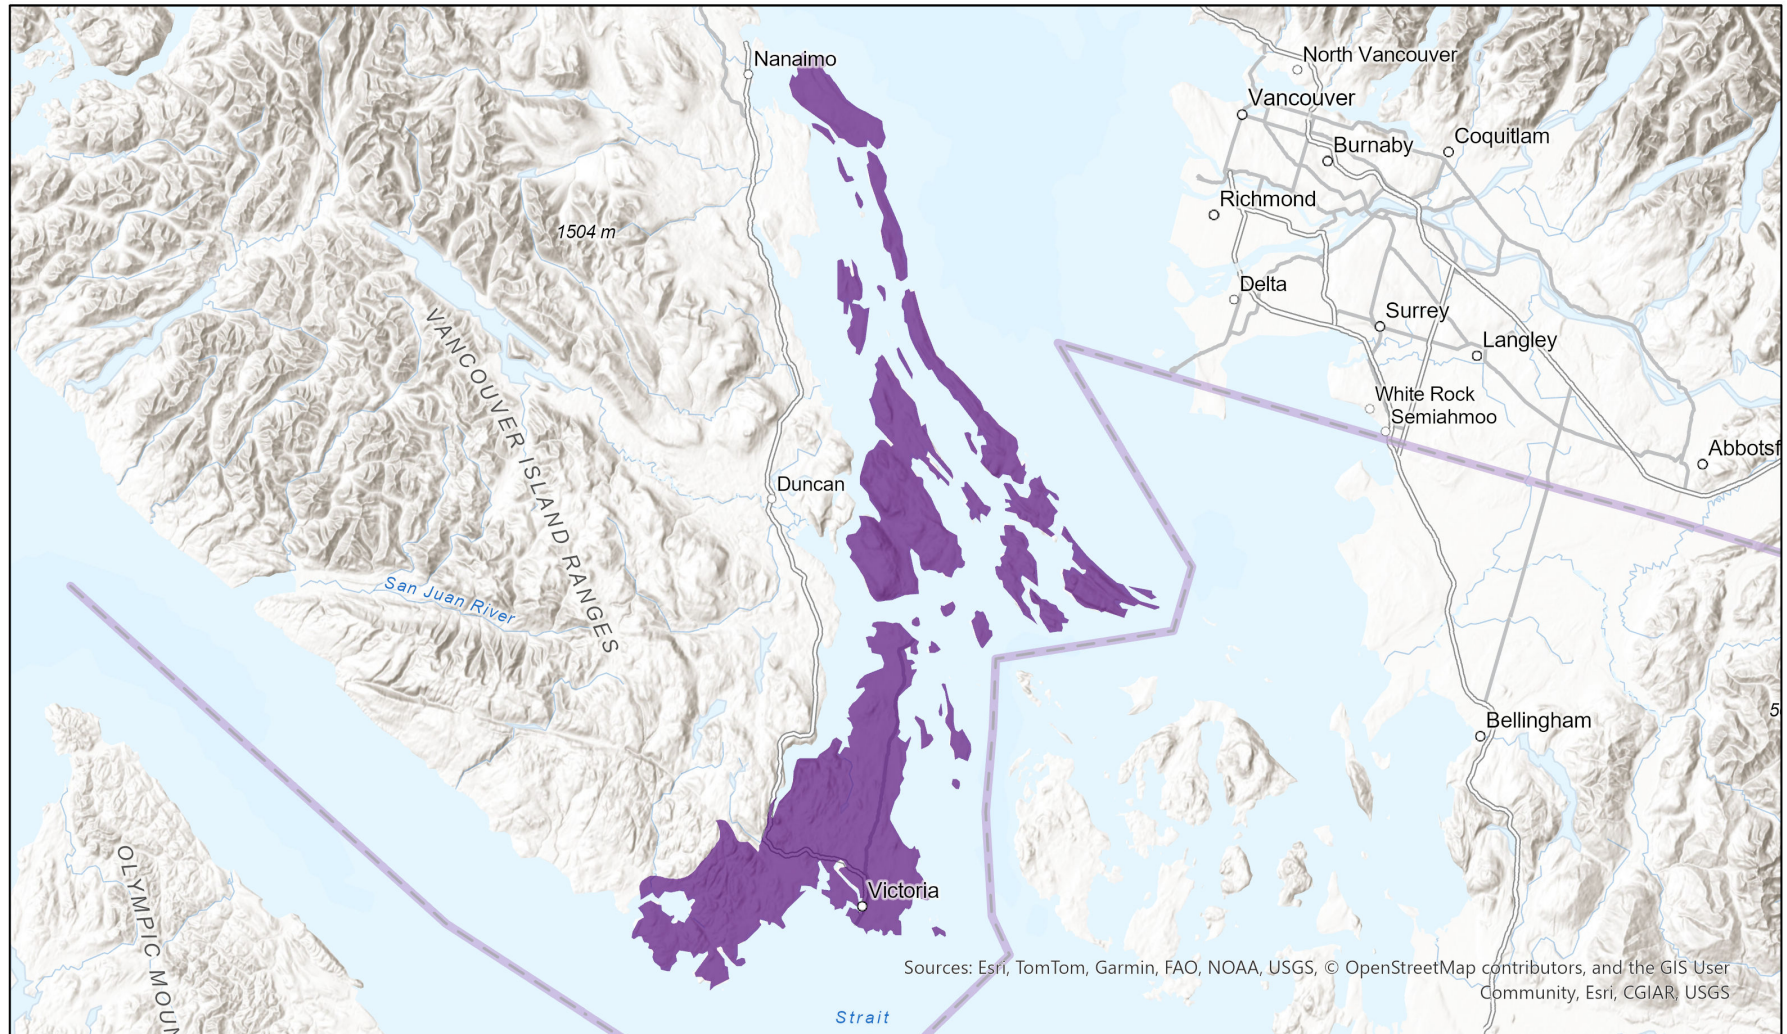 Nanaimo
North Vancouver
Vancouver
Coquitlam
Burnaby
Richmond
1504 m
Delta
Surrey
Langley
VANCOUVER ISLAND RANGES
White Rock
Semiahmoo
Abbotsf
Duncan
San Juan River
5
Bellingham
OLYMPIC MOUN
Victoria
Sources: Esri, TomTom, Garmin, FAO, NOAA, USGS, © OpenStreetMap contributors, and the GIS User
Community, Esri, CGIAR, USGS
Strait